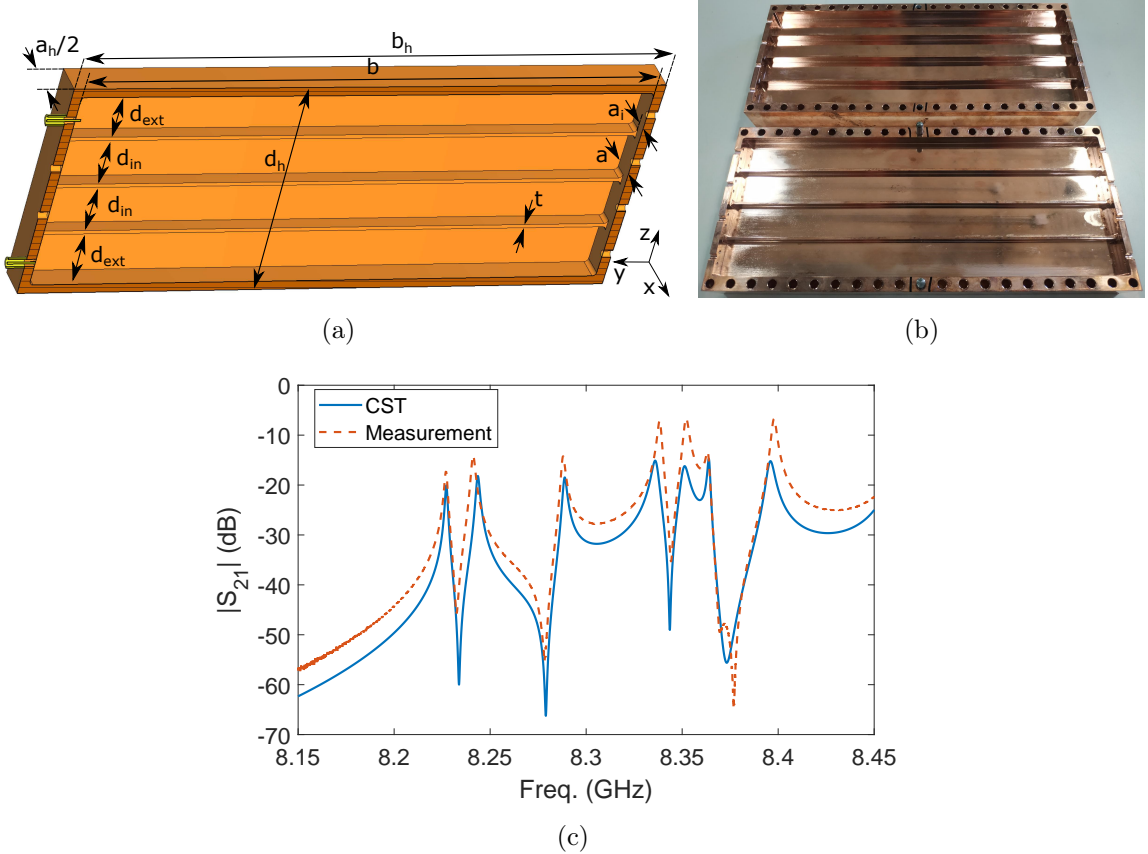 a_h/2
b_h
b
d_ext
a_i
d_in
d_h
a
d_in
t
d_ext
z
y
x
(a)
(b)
0
-10
-20
-30
-40
-50
-60
-70
|S_21| (dB)
CST
Measurement
8.15
8.2
8.25
8.3
8.35
8.4
8.45
Freq. (GHz)
(c)